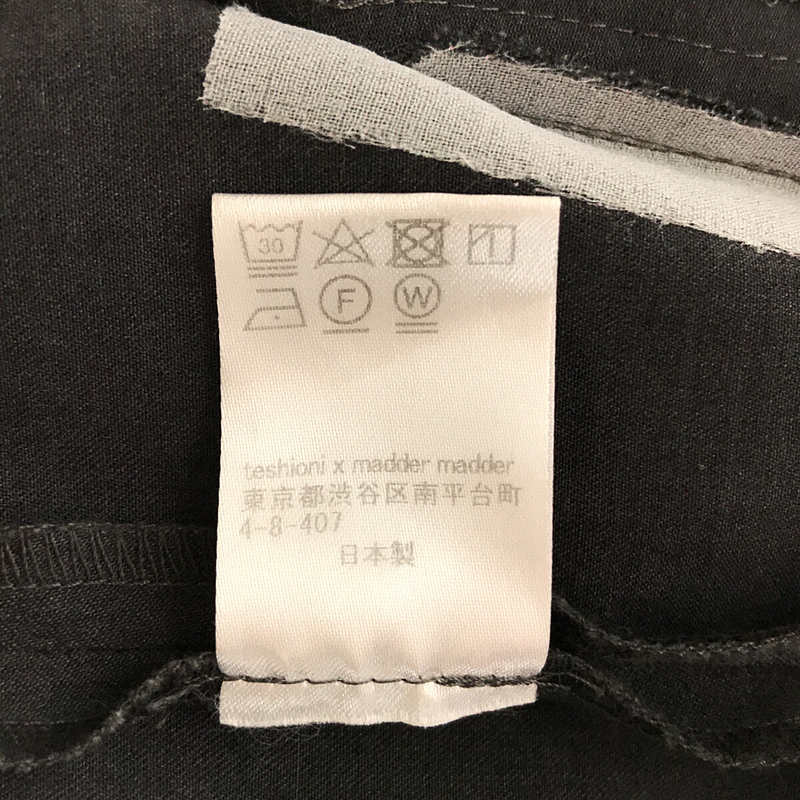 30
F W
teshioni x madder madder
東京都渋谷区南平台町
4-8-407
日本製